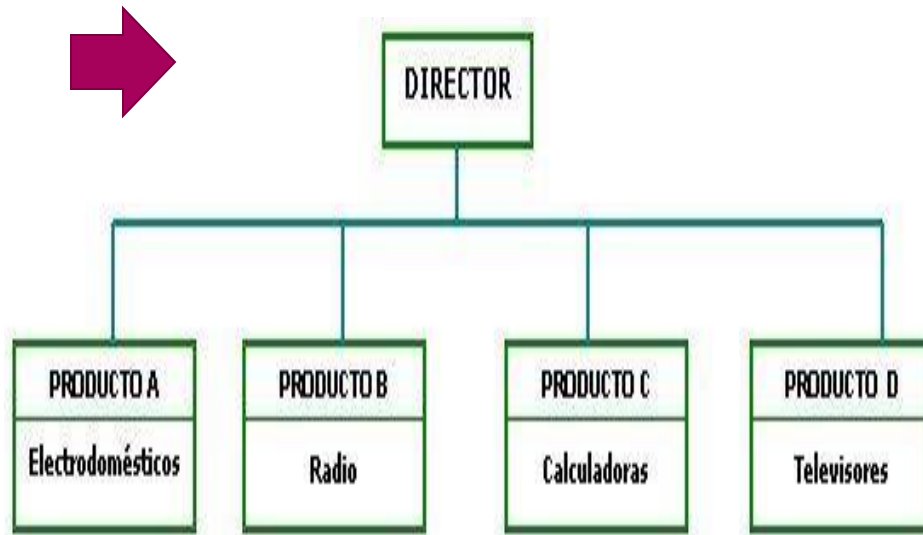 DIRECTOR
PRODUCTO A
Electrodomésticos
PRODUCTO B
Radio
PRODUCTO C
Calculadoras
PRODUCTO D
Televisores